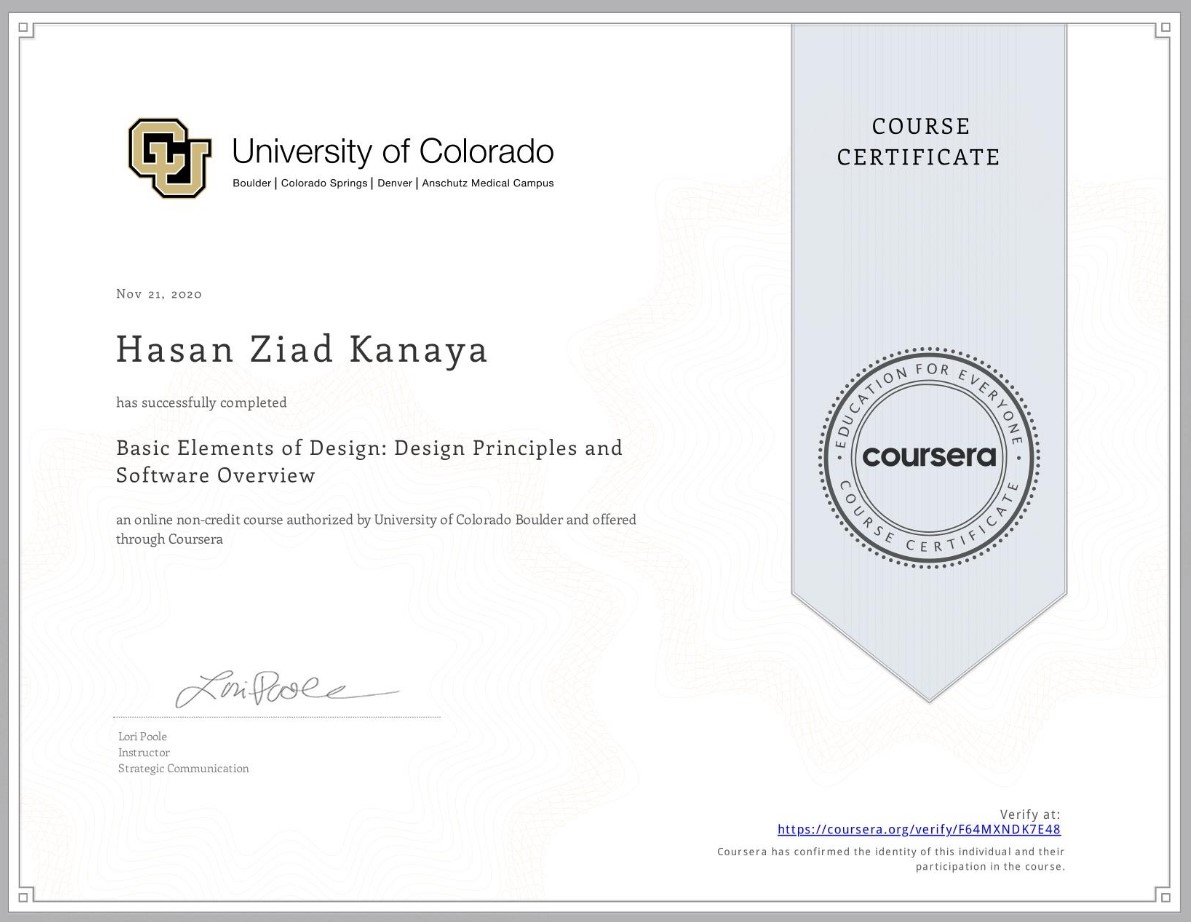 CU
University of Colorado
Boulder | Colorado Springs | Denver | Anschutz Medical Campus
COURSE
CERTIFICATE
Nov 21, 2020
Hasan Ziad Kanaya
has successfully completed
Basic Elements of Design: Design Principles and
Software Overview
an online non-credit course authorized by University of Colorado Boulder and offered
through Coursera
EDUCATION FOR EVERYONE
coursera
COURSE CERTIFICATE
Lori Poole
Lori Poole
Instructor
Strategic Communication
Verify at:
https://coursera.org/verify/F64MXNDK7E48
Coursera has confirmed the identity of this individual and their
participation in the course.